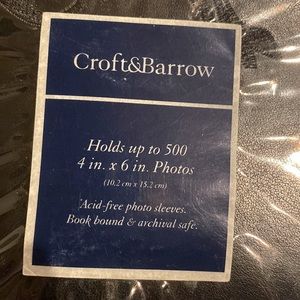 Croft&Barrow
Holds up to 500
4 in. x 6 in. Photos
(10.2 cm x 15.2 cm)
Acid-free photo sleeves.
Book bound & archival safe.